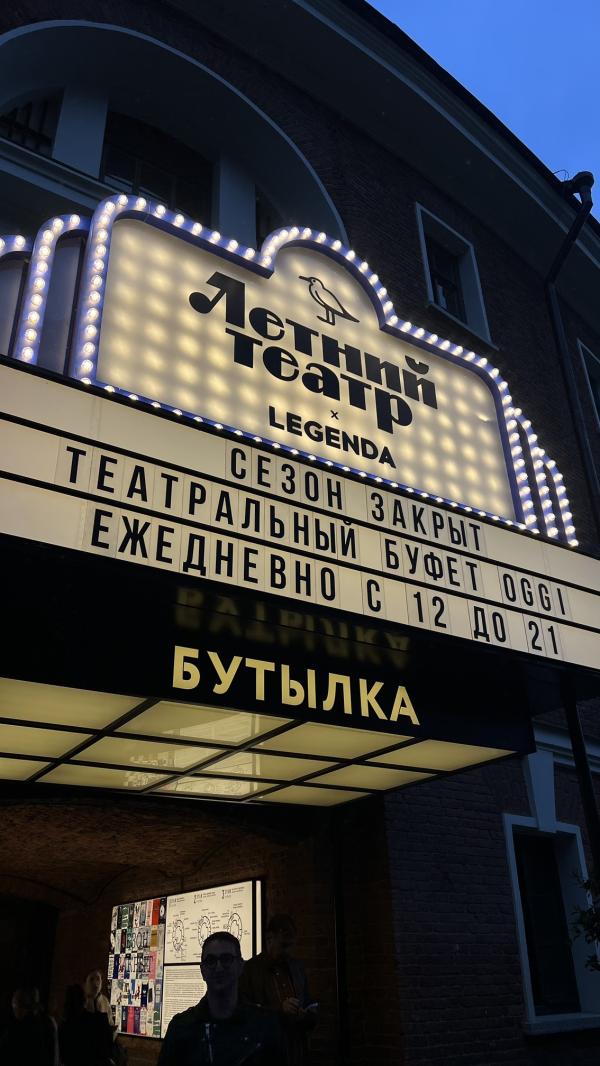 Летний
театр
×
LEGENDA
СЕЗОН ЗАКРЫТ
ТЕАТРАЛЬНЫЙ БУФЕТ OGGI
ЕЖЕДНЕВНО С 12 ДО 21
БУТЫЛКА